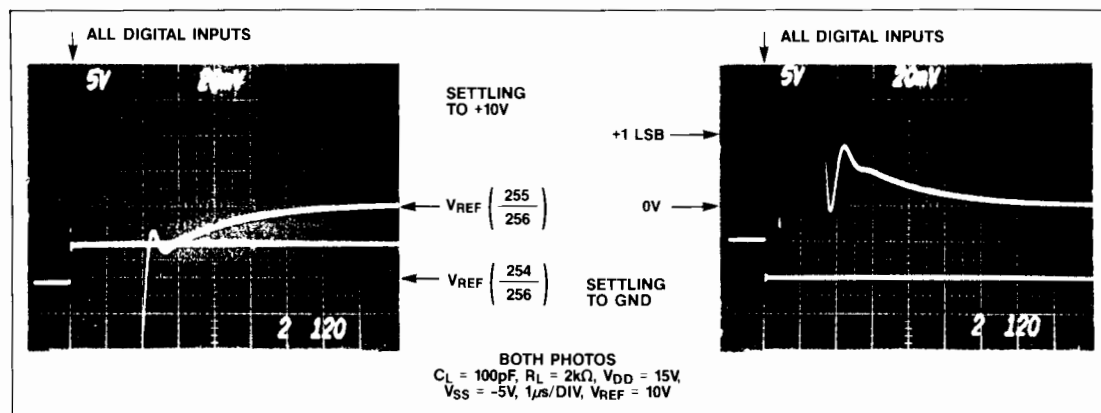 ALL DIGITAL INPUTS
5V 20mV
SETTLING
TO +10V
VREF (255/256)
VREF (254/256)
2 120
ALL DIGITAL INPUTS
5V 20mV
+1 LSB
0V
SETTLING
TO GND
2 120
BOTH PHOTOS
CL = 100pF, RL = 2kΩ, VDD = 15V,
VSS = –5V, 1μs/DIV, VREF = 10V